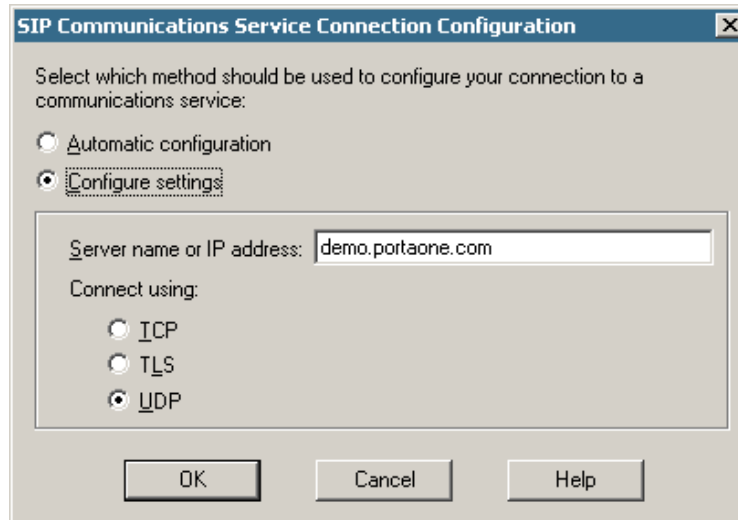 SIP Communications Service Connection Configuration
Select which method should be used to configure your connection to a
communications service:
Automatic configuration
Configure settings
Server name or IP address: demo.portaone.com
Connect using:
TCP
TLS
UDP
OK Cancel Help